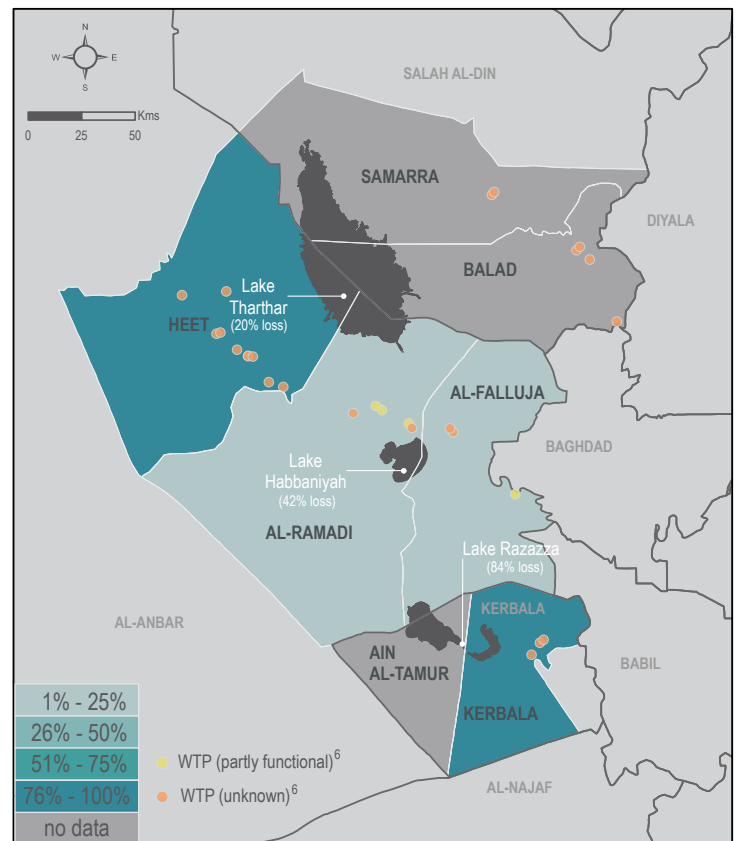 N
W
E
S
Kms
0 25 50
SALAH AL-DIN
SAMARRA
DIYALA
BALAD
Lake
Tharthar
(20% loss)
HEET
AL-FALLUJA
BAGHDAD
Lake
Habbaniyah
(42% loss)
AL-RAMADI
Lake Razazza
(84% loss)
KERBALA
AL-ANBAR
AIN
AL-TAMUR
BABIL
KERBALA
AL-NAJAF
1% - 25%
26% - 50%
51% - 75%
76% - 100%
no data
WTP (partly functional)6
WTP (unknown)6